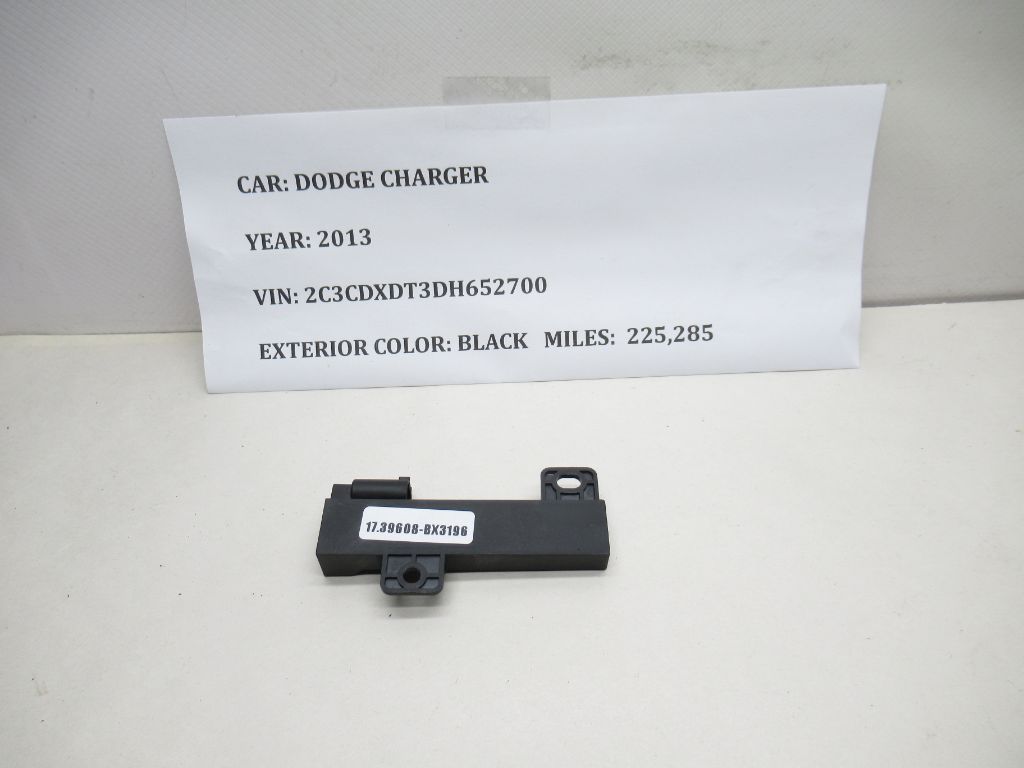 CAR: DODGE CHARGER
YEAR: 2013
VIN: 2C3CDXDT3DH652700
EXTERIOR COLOR: BLACK MILES: 225,285
17.39608-BX3196